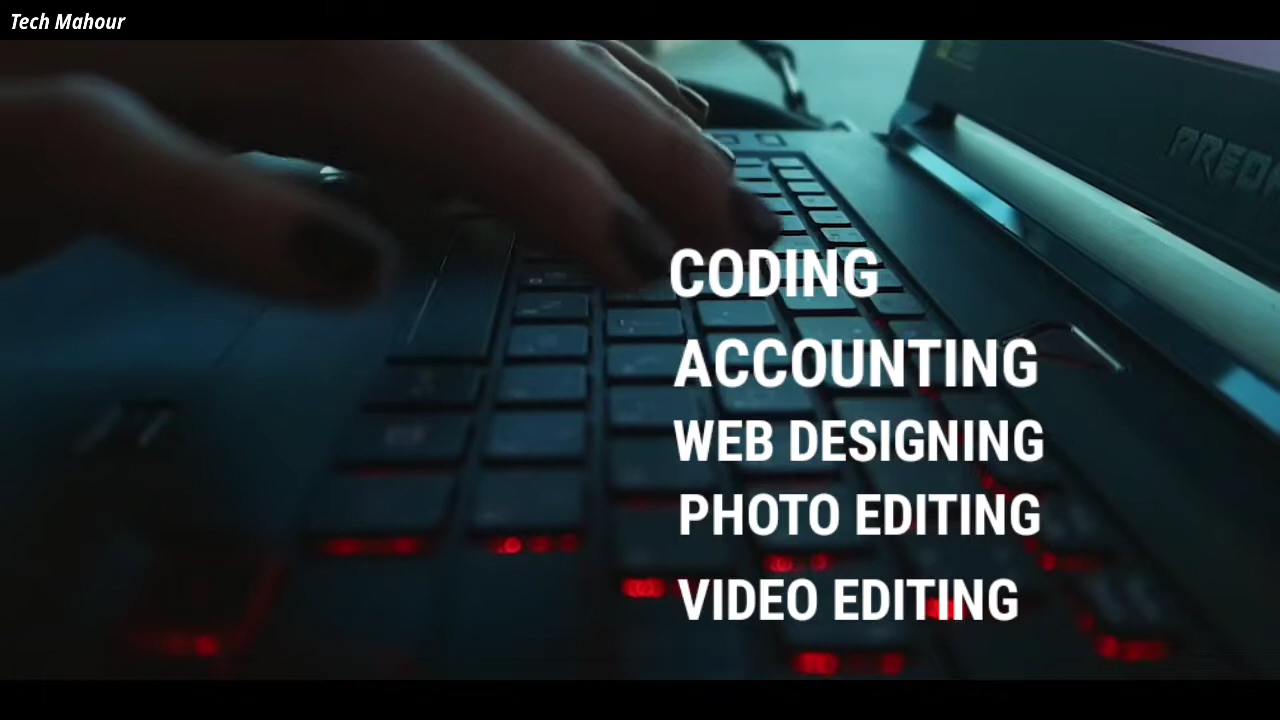 Tech Mahour
CODING
ACCOUNTING
WEB DESIGNING
PHOTO EDITING
VIDEO EDITING